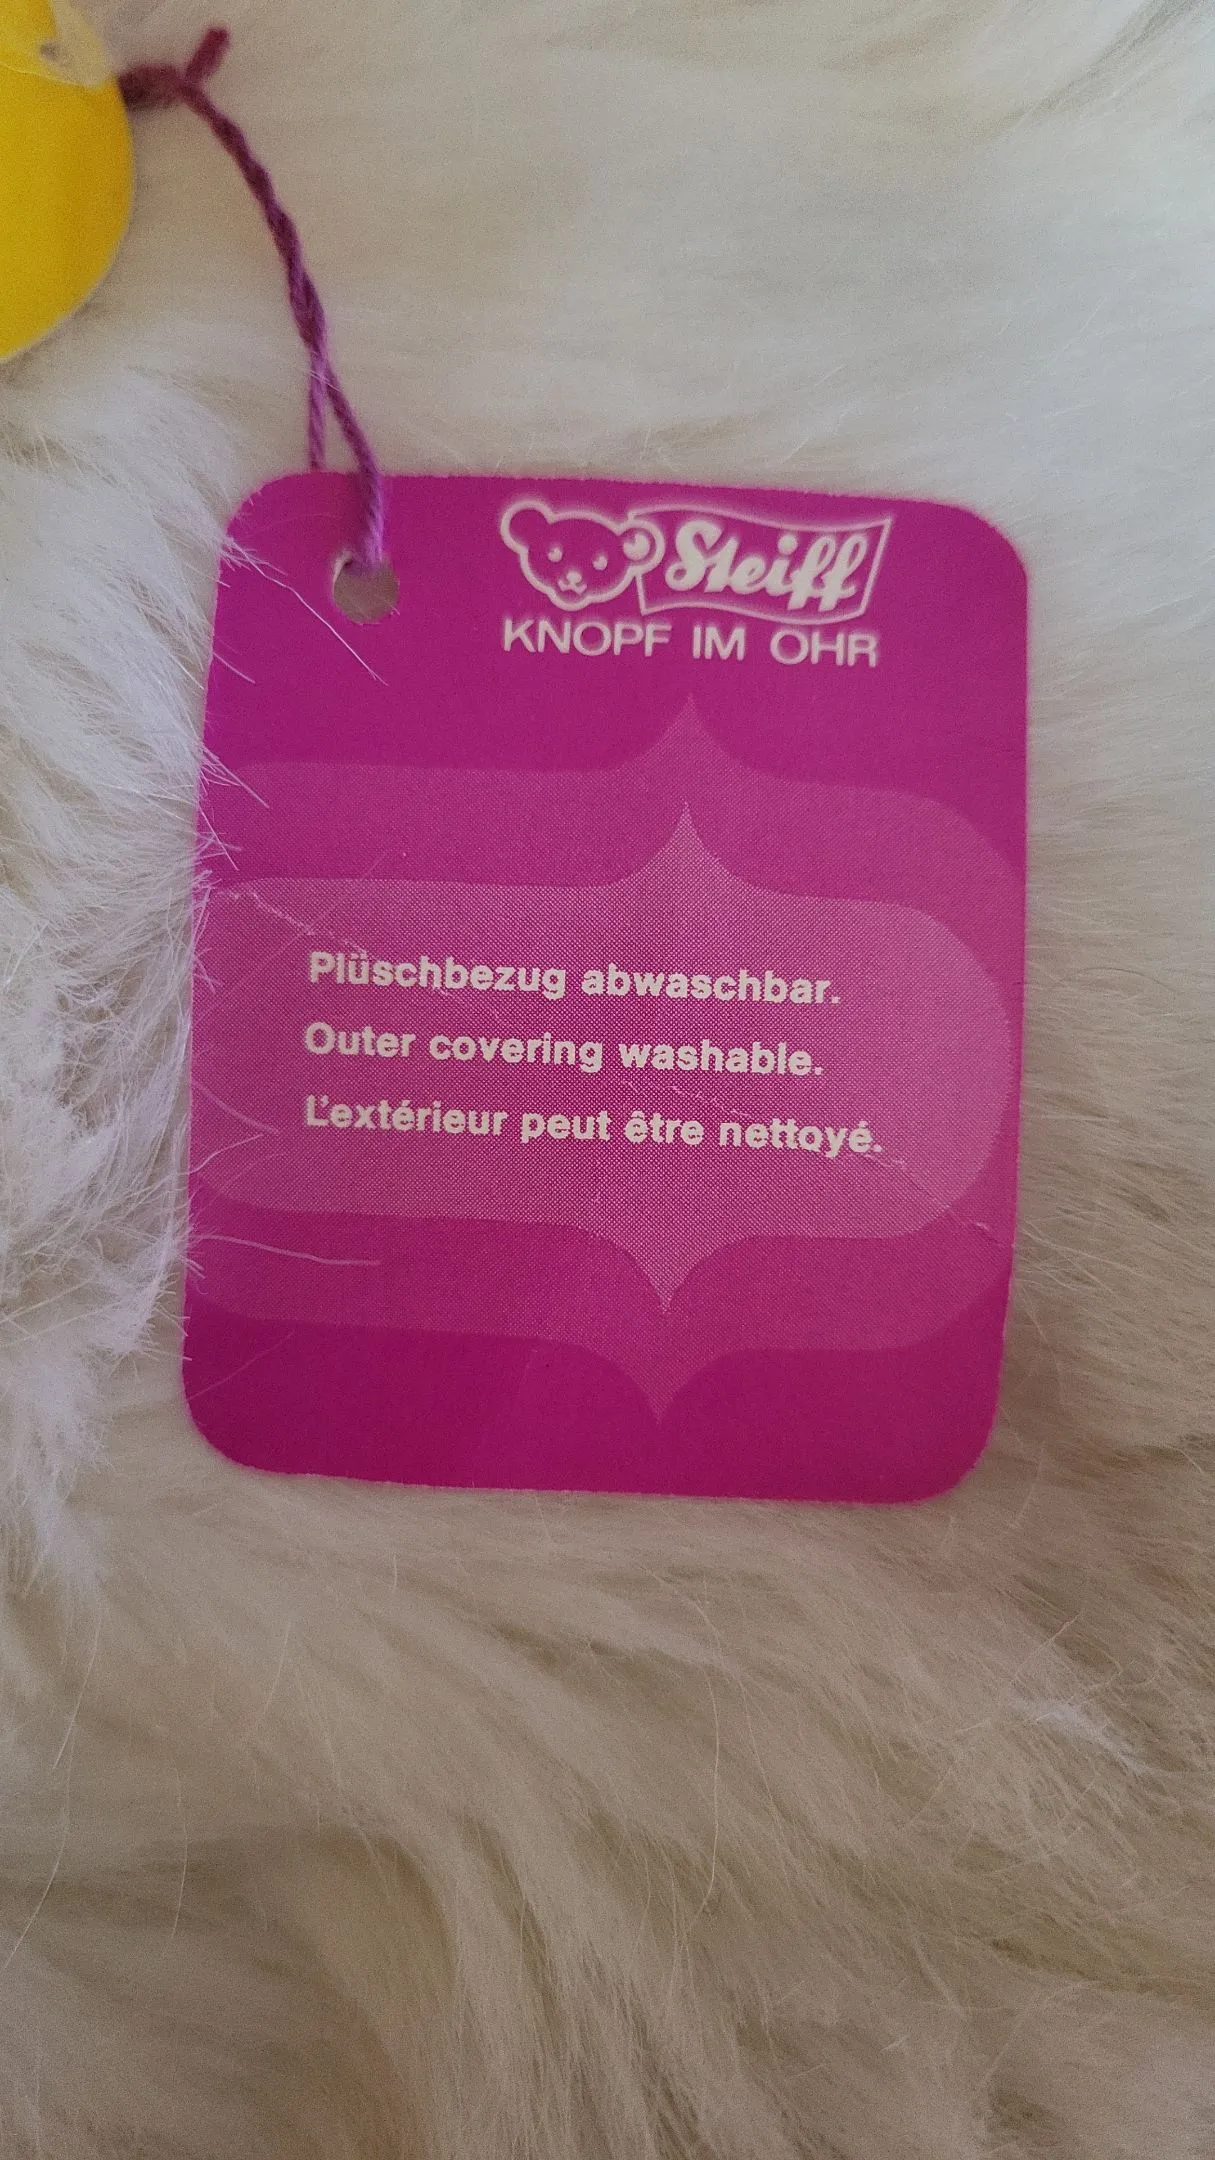 Steiff
KNOPF IM OHR
Plüschbezug abwaschbar.
Outer covering washable.
L'extérieur peut être nettoyé.